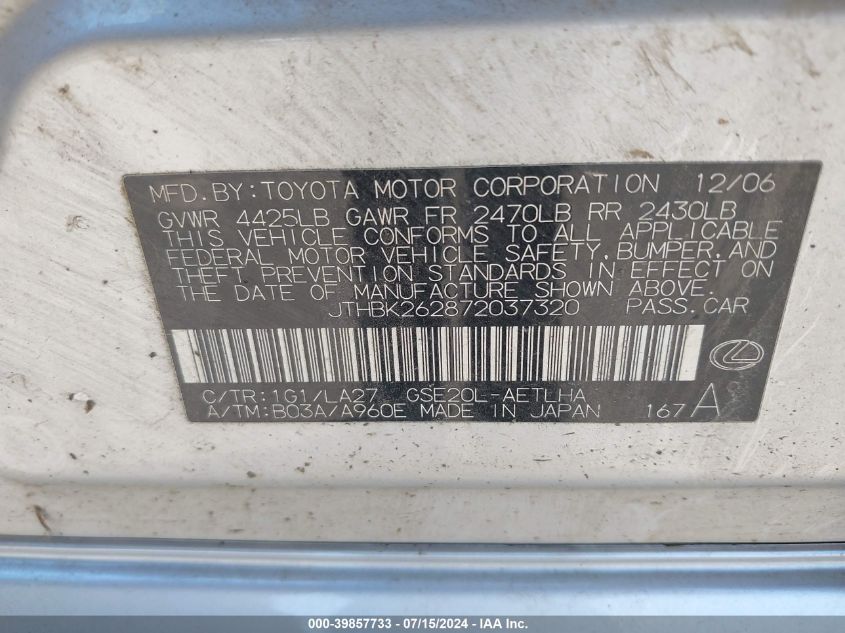 MFD. BY: TOYOTA MOTOR CORPORATION 12/06
GVWR 4425LB GAWR FR 2470LB RR 2430LB
THIS VEHICLE CONFORMS TO ALL APPLICABLE
FEDERAL MOTOR VEHICLE SAFETY, BUMPER, AND
THEFT PREVENTION STANDARDS IN EFFECT ON
THE DATE OF MANUFACTURE SHOWN ABOVE.
JTHBK262872037320 PASS. CAR
C/TR: 1G1/LA27 GSE20L-AETLHA
A/TM: B03A/A960E MADE IN JAPAN 167 A
000-39857733 - 07/15/2024 - IAA Inc.